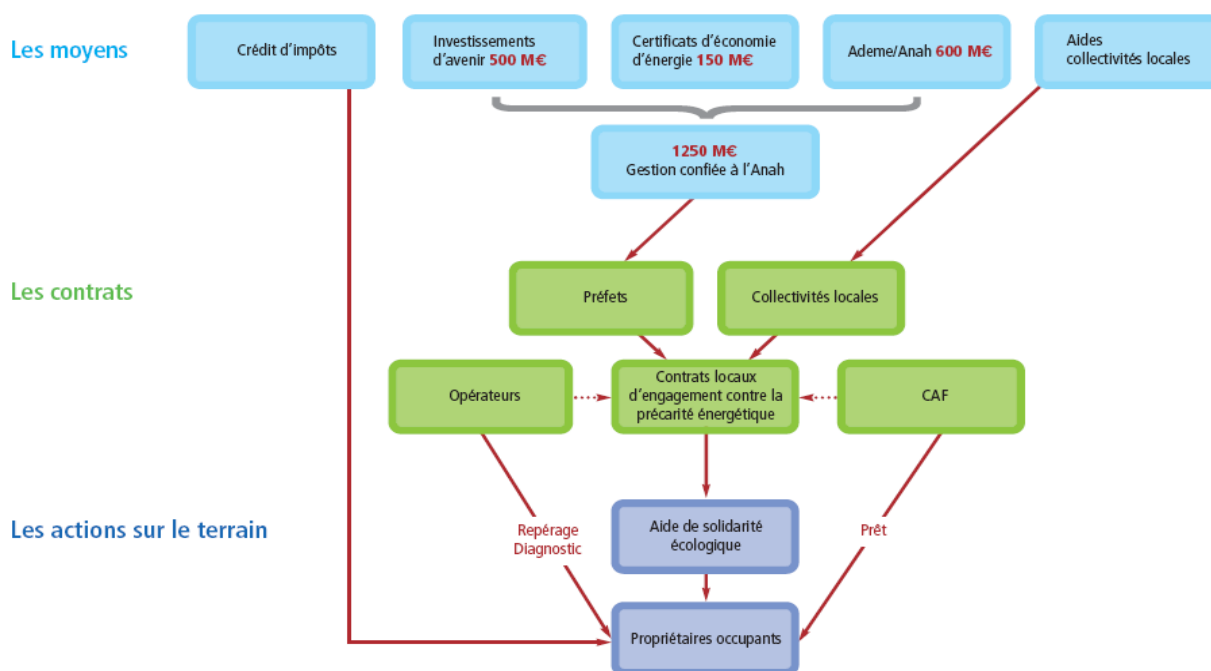 Les moyens
Crédit d'impôts
Investissements
d'avenir 500 M€
Certificats d'économie
d'énergie 150 M€
Ademe/Anah 600 M€
Aides
collectivités locales
1250 M€
Gestion confiée à l'Anah
Les contrats
Préfets
Collectivités locales
Opérateurs
Contrats locaux
d'engagement contre la
précarité énergétique
CAF
Les actions sur le terrain
Repérage
Diagnostic
Aide de solidarité
écologique
Prêt
Propriétaires occupants